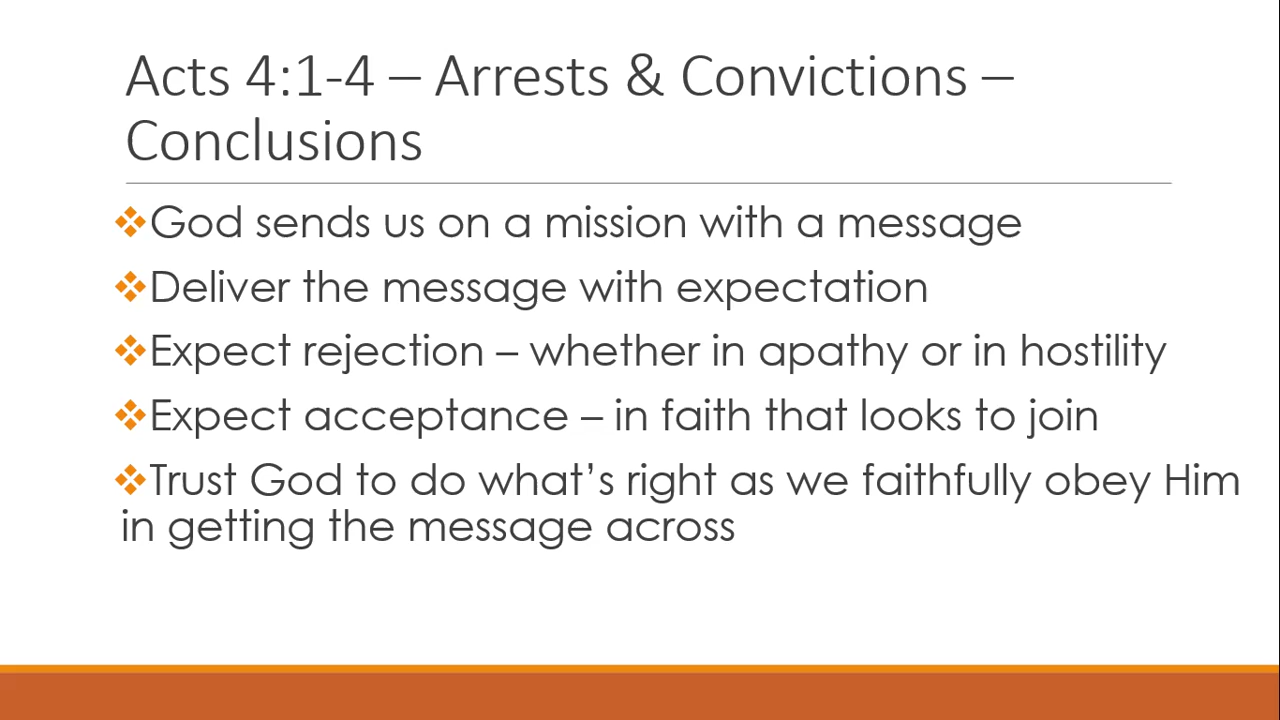 Acts 4:1-4 – Arrests & Convictions –
Conclusions
❖God sends us on a mission with a message
❖Deliver the message with expectation
❖Expect rejection – whether in apathy or in hostility
❖Expect acceptance – in faith that looks to join
❖Trust God to do what’s right as we faithfully obey Him
in getting the message across